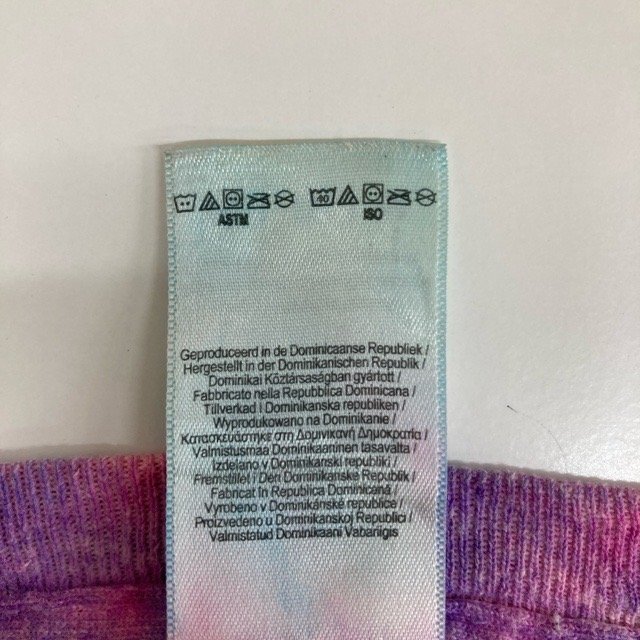 40
ASTM ISO
Geproduceerd in de Dominicaanse Republiek /
Hergestellt in der Dominikanischen Republik /
Dominikai Köztársaságban gyártott /
Fabbricato nella Repubblica Dominicana /
Tillverkad i Dominikanska republiken /
Wyprodukowano na Dominikanie /
Κατασκευάστηκε στη Δομινικανή Δημοκρατία /
Valmistusmaa Dominikaaninen tasavalta /
Izdelano v Dominikanski republiki /
Fremstillet i Den Dominikanske Republik /
Fabricat în Republica Dominicană /
Vyrobeno v Dominikánské republice /
Proizvedeno u Dominikanskoj Republici /
Valmistatud Dominikaani Vabariigis